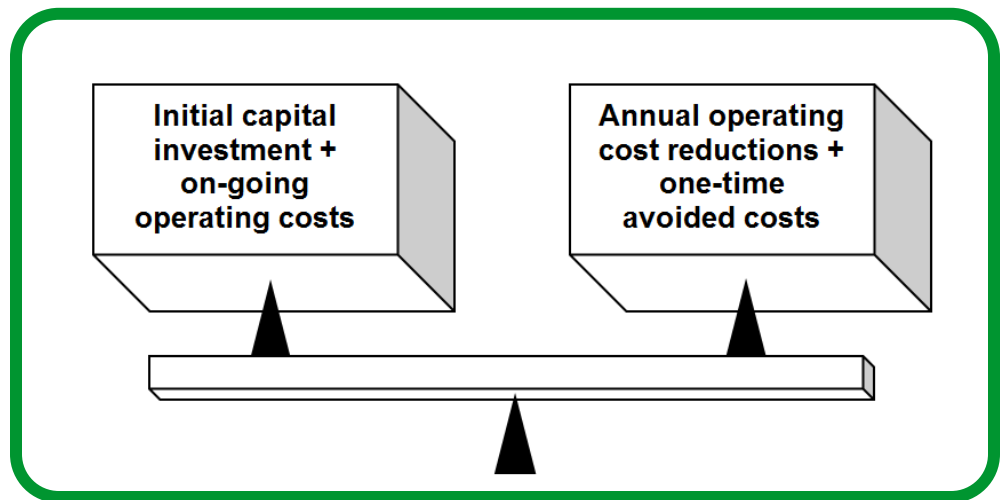 Initial capital
investment +
on-going
operating costs
Annual operating
cost reductions +
one-time
avoided costs